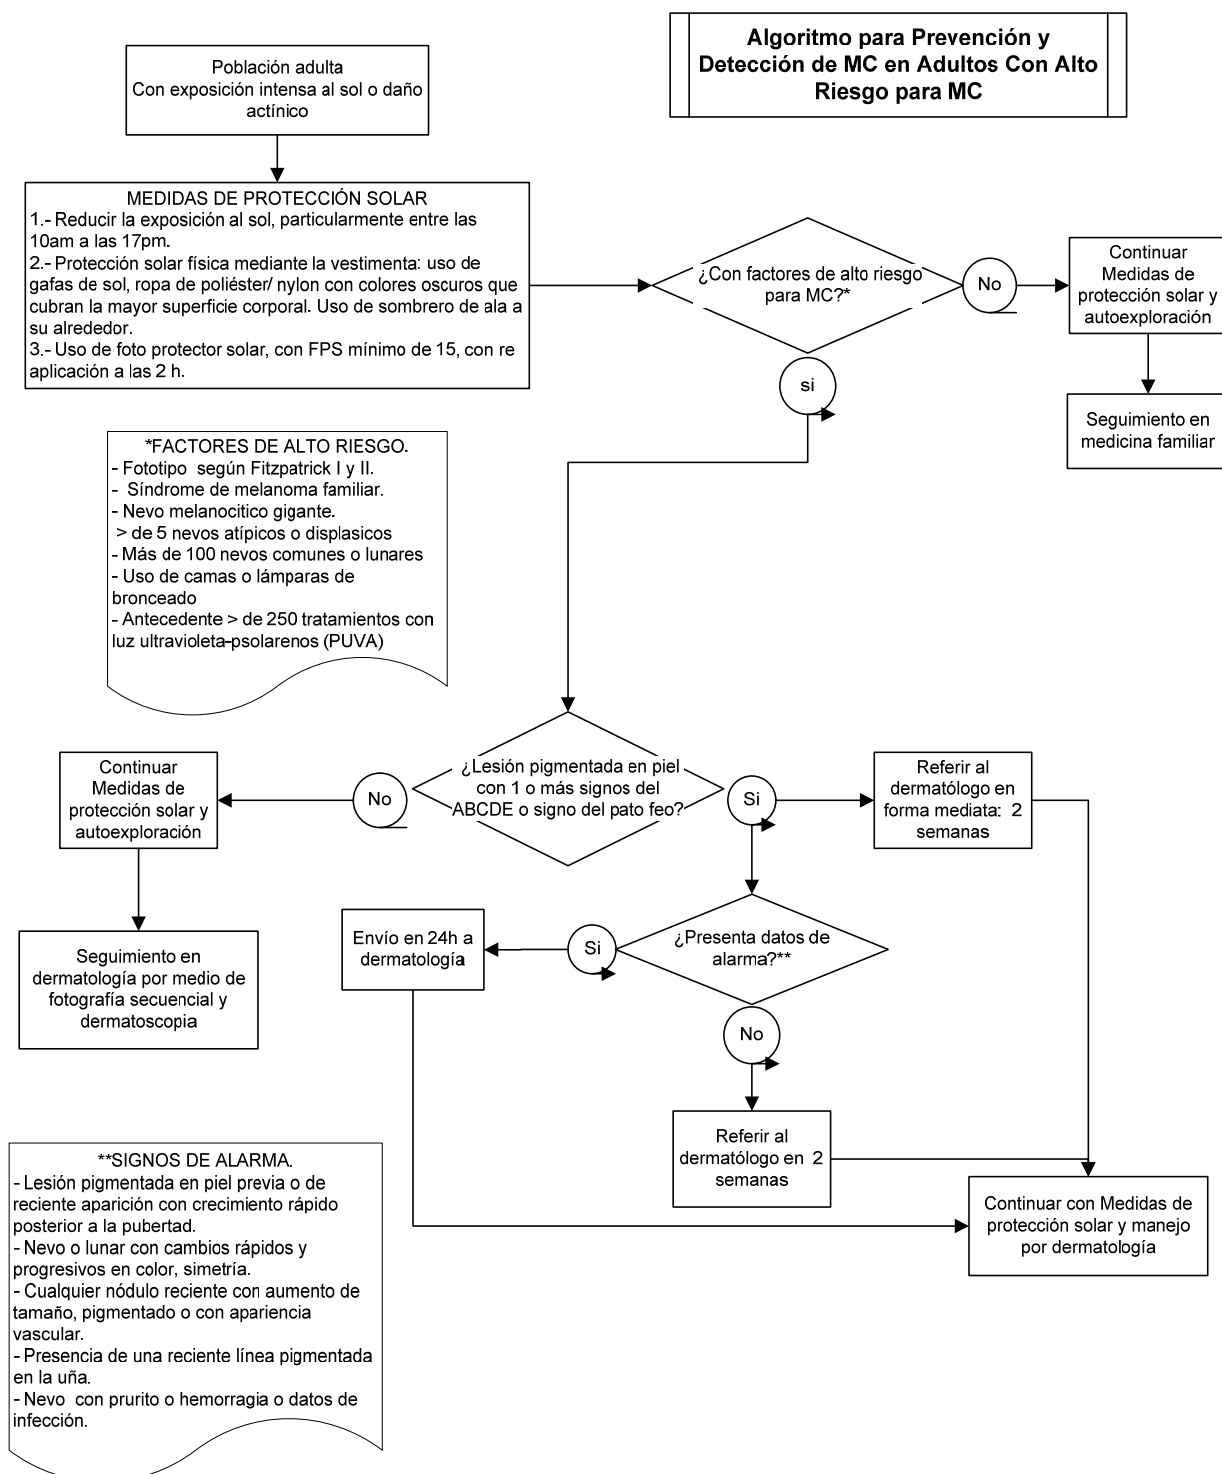 Algoritmo para Prevención y
Detección de MC en Adultos Con Alto
Riesgo para MC
Población adulta
Con exposición intensa al sol o daño
actínico
MEDIDAS DE PROTECCIÓN SOLAR
1.- Reducir la exposición al sol, particularmente entre las
10am a las 17pm.
2.- Protección solar física mediante la vestimenta: uso de
gafas de sol, ropa de poliéster/ nylon con colores oscuros que
cubran la mayor superficie corporal. Uso de sombrero de ala a
su alrededor.
3.- Uso de foto protector solar, con FPS mínimo de 15, con re
aplicación a las 2 h.
¿Con factores de alto riesgo
para MC?*
No
Continuar
Medidas de
protección solar y
autoexploración
Seguimiento en
medicina familiar
si
*FACTORES DE ALTO RIESGO.
- Fototipo según Fitzpatrick I y II.
- Síndrome de melanoma familiar.
- Nevo melanocitico gigante.
> de 5 nevos atípicos o displasicos
- Más de 100 nevos comunes o lunares
- Uso de camas o lámparas de
bronceado
- Antecedente > de 250 tratamientos con
luz ultravioleta-psolarenos (PUVA)
¿Lesión pigmentada en piel
con 1 o más signos del
ABCDE o signo del pato feo?
No
Continuar
Medidas de
protección solar y
autoexploración
Seguimiento en
dermatología por medio de
fotografía secuencial y
dermatoscopia
Si
Referir al
dermatólogo en
forma mediata: 2
semanas
¿Presenta datos de
alarma?**
Si
Envío en 24h a
dermatología
No
Referir al
dermatólogo en 2
semanas
Continuar con Medidas de
protección solar y manejo
por dermatología
**SIGNOS DE ALARMA.
- Lesión pigmentada en piel previa o de
reciente aparición con crecimiento rápido
posterior a la pubertad.
- Nevo o lunar con cambios rápidos y
progresivos en color, simetría.
- Cualquier nódulo reciente con aumento de
tamaño, pigmentado o con apariencia
vascular.
- Presencia de una reciente línea pigmentada
en la uña.
- Nevo con prurito o hemorragia o datos de
infección.